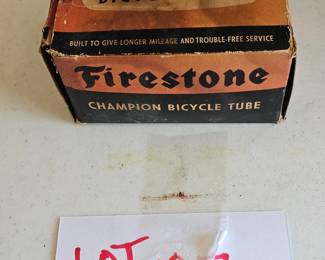 BUILT TO GIVE LONGER MILEAGE AND TROUBLE-FREE SERVICE
Firestone
CHAMPION BICYCLE TUBE
LOT